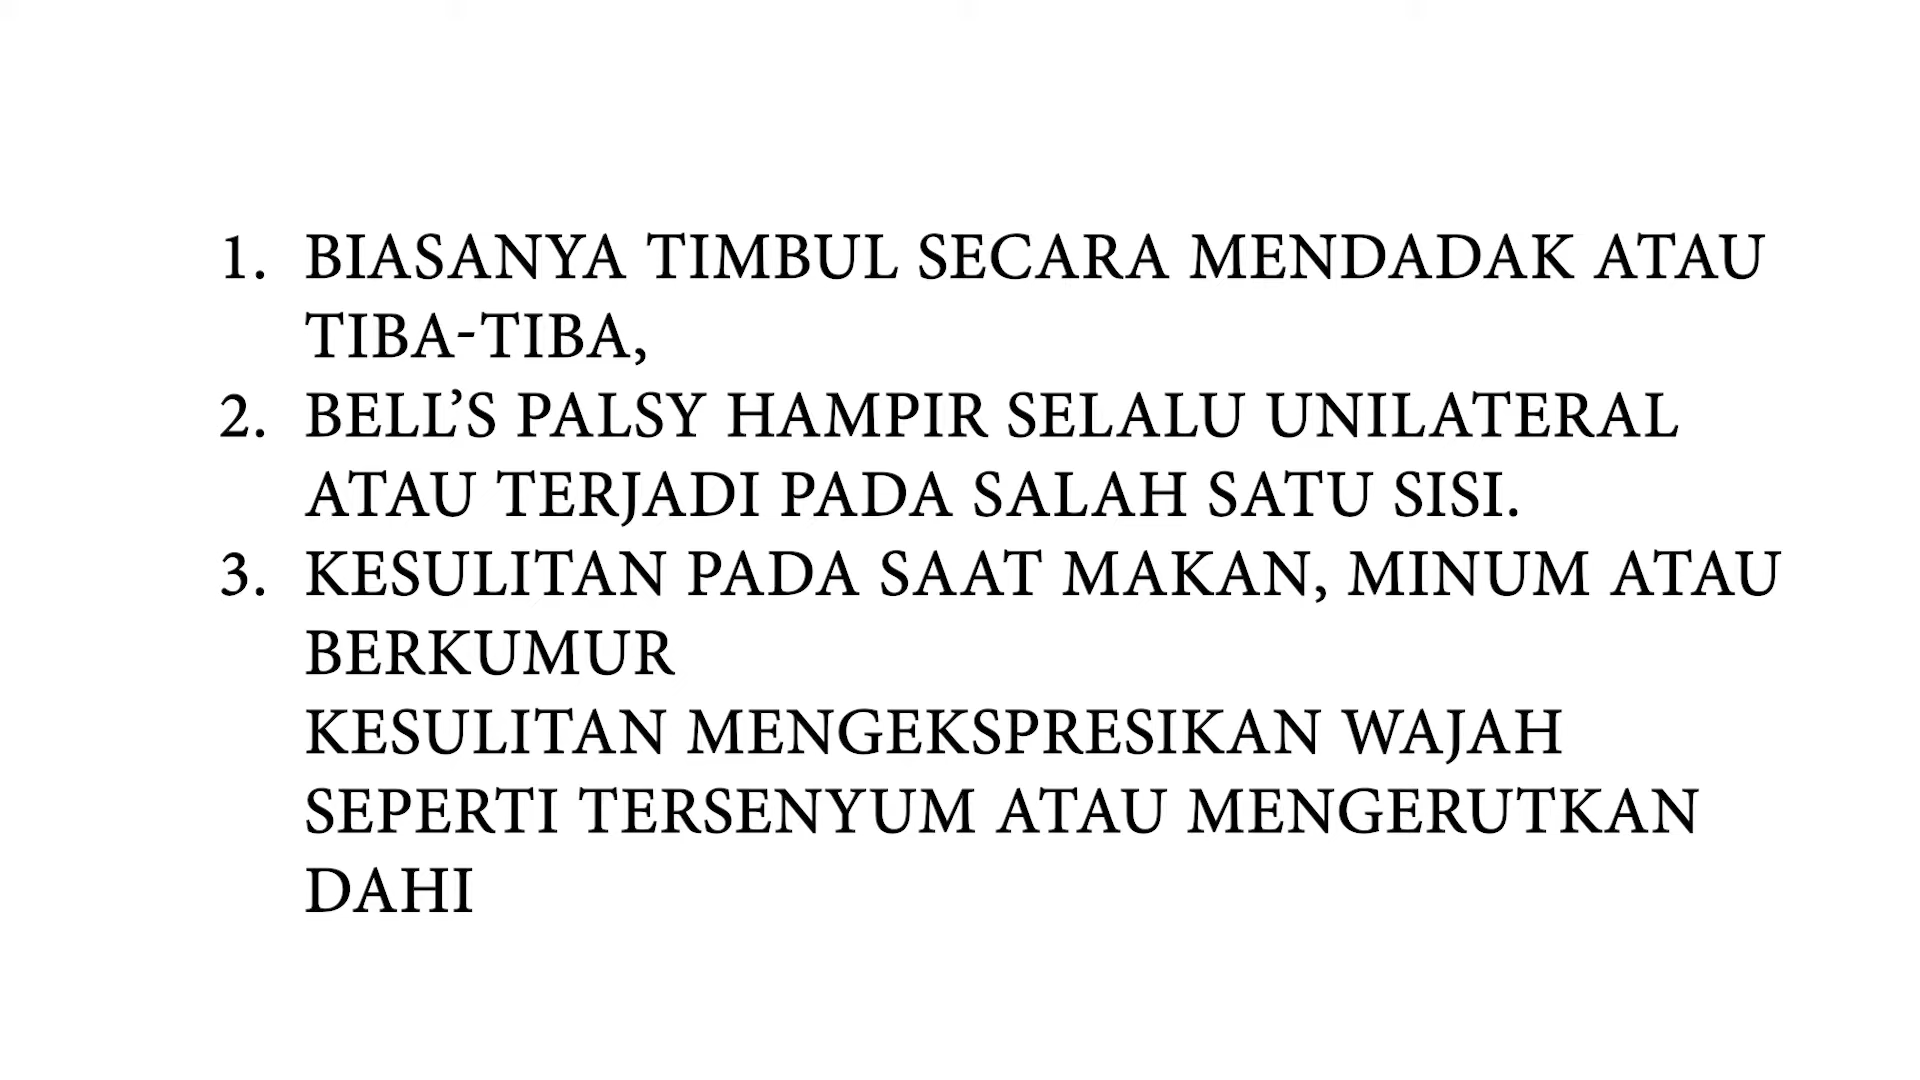 1. BIASANYA TIMBUL SECARA MENDADAK ATAU
TIBA-TIBA,
2. BELL’S PALSY HAMPIR SELALU UNILATERAL
ATAU TERJADI PADA SALAH SATU SISI.
3. KESULITAN PADA SAAT MAKAN, MINUM ATAU
BERKUMUR
KESULITAN MENGEKSPRESIKAN WAJAH
SEPERTI TERSENYUM ATAU MENGERUTKAN
DAHI